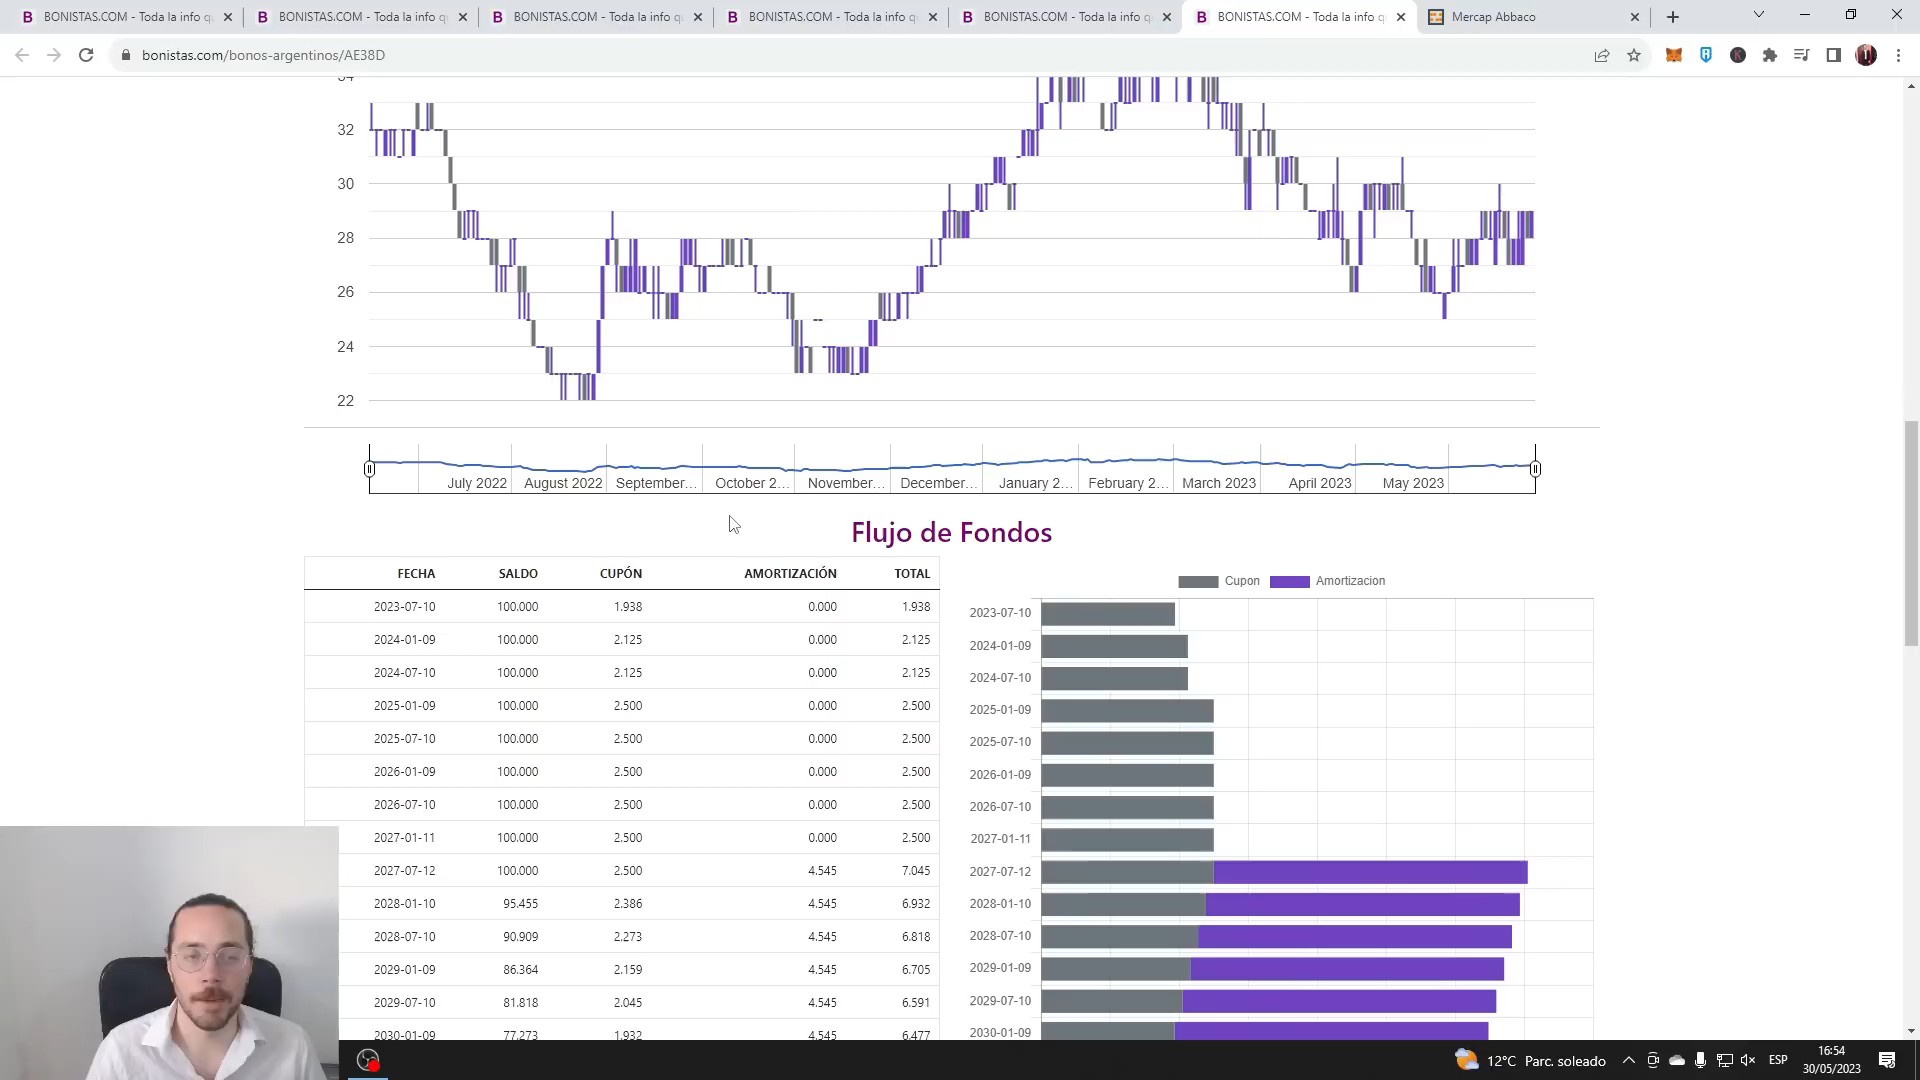 BONISTAS.COM - Toda la info q
BONISTAS.COM - Toda la info q
BONISTAS.COM - Toda la info q
BONISTAS.COM - Toda la info q
BONISTAS.COM - Toda la info q
BONISTAS.COM - Toda la info q
Mercap Abbaco
bonistas.com/bonos-argentinos/AE38D
34
32
30
28
26
24
22
July 2022 August 2022 September... October 2... November... December... January 2... February 2... March 2023 April 2023 May 2023
Flujo de Fondos
FECHA SALDO CUPÓN AMORTIZACIÓN TOTAL
2023-07-10 100.000 1.938 0.000 1.938
2024-01-09 100.000 2.125 0.000 2.125
2024-07-10 100.000 2.125 0.000 2.125
2025-01-09 100.000 2.500 0.000 2.500
2025-07-10 100.000 2.500 0.000 2.500
2026-01-09 100.000 2.500 0.000 2.500
2026-07-10 100.000 2.500 0.000 2.500
2027-01-11 100.000 2.500 0.000 2.500
2027-07-12 100.000 2.500 4.545 7.045
2028-01-10 95.455 2.386 4.545 6.932
2028-07-10 90.909 2.273 4.545 6.818
2029-01-09 86.364 2.159 4.545 6.705
2029-07-10 81.818 2.045 4.545 6.591
2030-01-09 77.273 1.932 4.545 6.477
Cupon Amortizacion
2023-07-10
2024-01-09
2024-07-10
2025-01-09
2025-07-10
2026-01-09
2026-07-10
2027-01-11
2027-07-12
2028-01-10
2028-07-10
2029-01-09
2029-07-10
2030-01-09
12°C Parc. soleado
ESP
16:54
30/05/2023